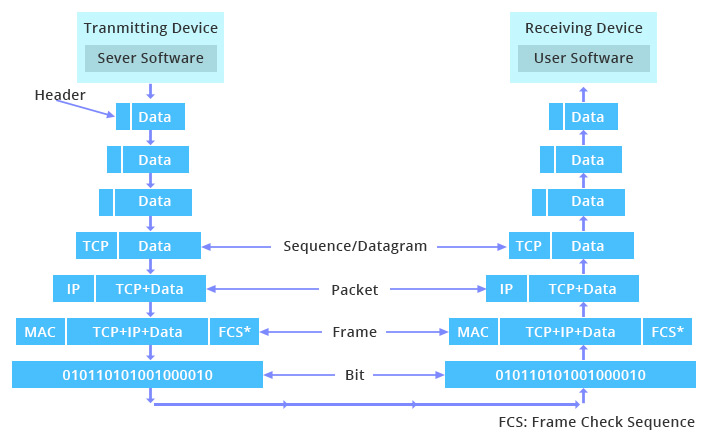 Tranmitting Device
Receiving Device
Sever Software
User Software
Header
Data
Data
Data
Data
Data
Data
TCP
Data
Sequence/Datagram
TCP
Data
IP
TCP+Data
Packet
IP
TCP+Data
MAC
TCP+IP+Data
FCS*
Frame
MAC
TCP+IP+Data
FCS*
010110101001000010
Bit
010110101001000010
FCS: Frame Check Sequence